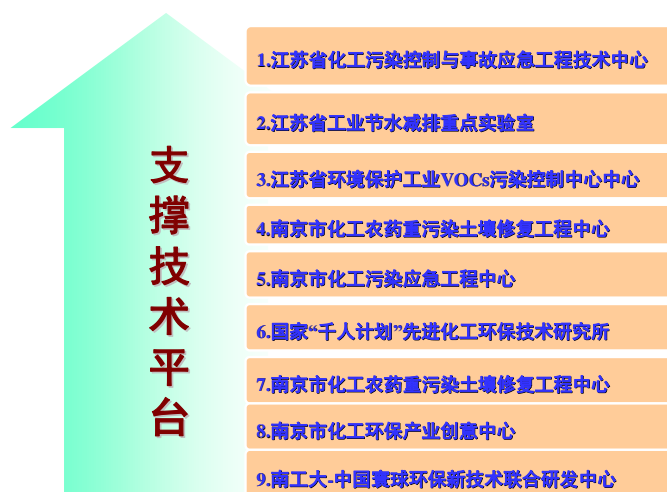 支撑技术平台
1.江苏省化工污染控制与事故应急工程技术中心
2.江苏省工业节水减排重点实验室
3.江苏省环境保护工业VOCs污染控制中心中心
4.南京市化工农药重污染土壤修复工程中心
5.南京市化工污染应急工程中心
6.国家“千人计划”先进化工环保技术研究所
7.南京市化工农药重污染土壤修复工程中心
8.南京市化工环保产业创意中心
9.南工大-中国寰球环保新技术联合研发中心